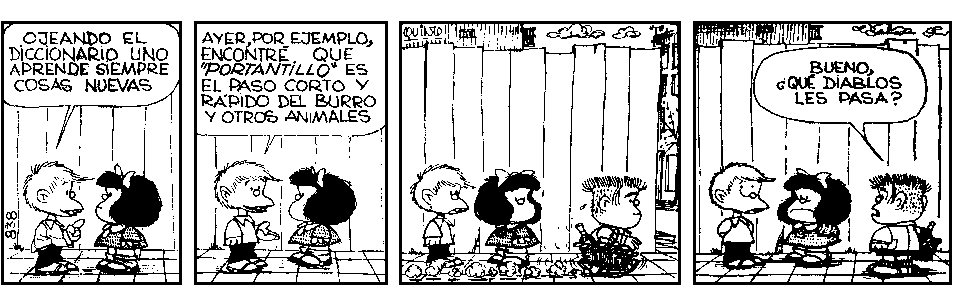 OJEANDO EL
DICCIONARIO UNO
APRENDE SIEMPRE
COSAS NUEVAS
AYER, POR EJEMPLO,
ENCONTRÉ QUE
"PORTANTILLO" ES
EL PASO CORTO Y
RÁPIDO DEL BURRO
Y OTROS ANIMALES
QUINO
BUENO,
¿QUÉ DIABLOS
LES PASA?
938